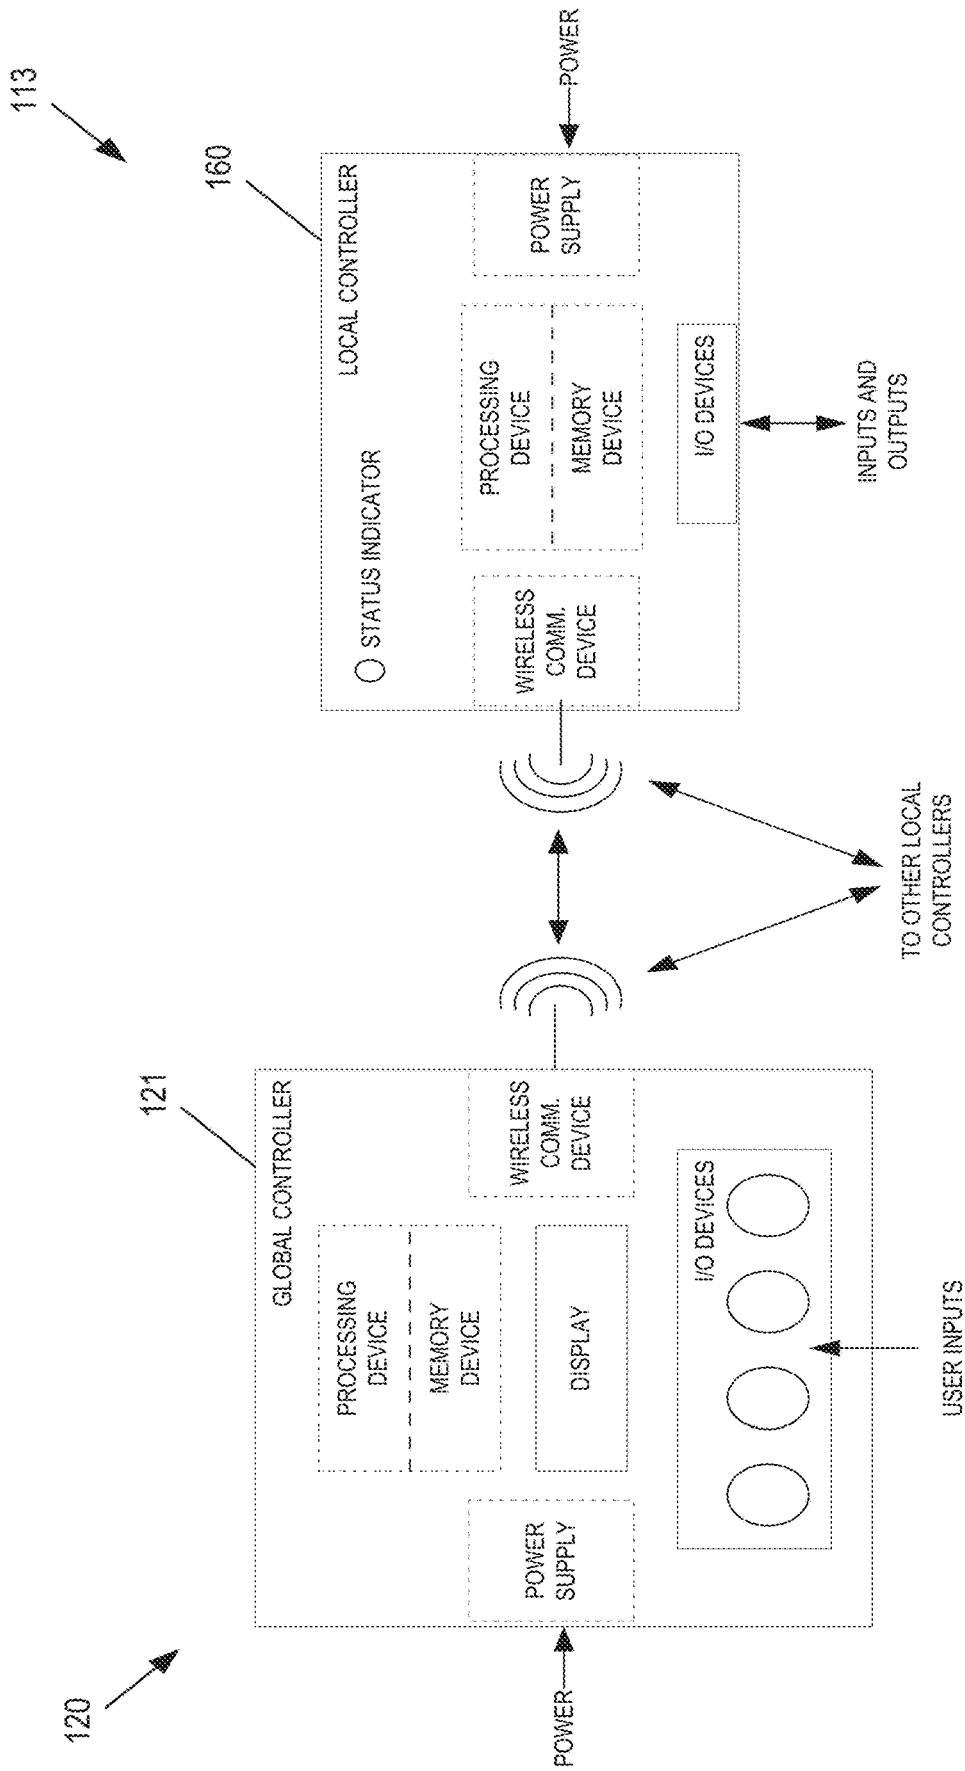 120
121
GLOBAL CONTROLLER
PROCESSING
DEVICE
MEMORY
DEVICE
DISPLAY
POWER
SUPPLY
POWER
WIRELESS
COMM.
DEVICE
I/O DEVICES
USER INPUTS
TO OTHER LOCAL
CONTROLLERS
113
160
LOCAL CONTROLLER
STATUS INDICATOR
WIRELESS
COMM.
DEVICE
PROCESSING
DEVICE
MEMORY
DEVICE
POWER
SUPPLY
POWER
I/O DEVICES
INPUTS AND
OUTPUTS